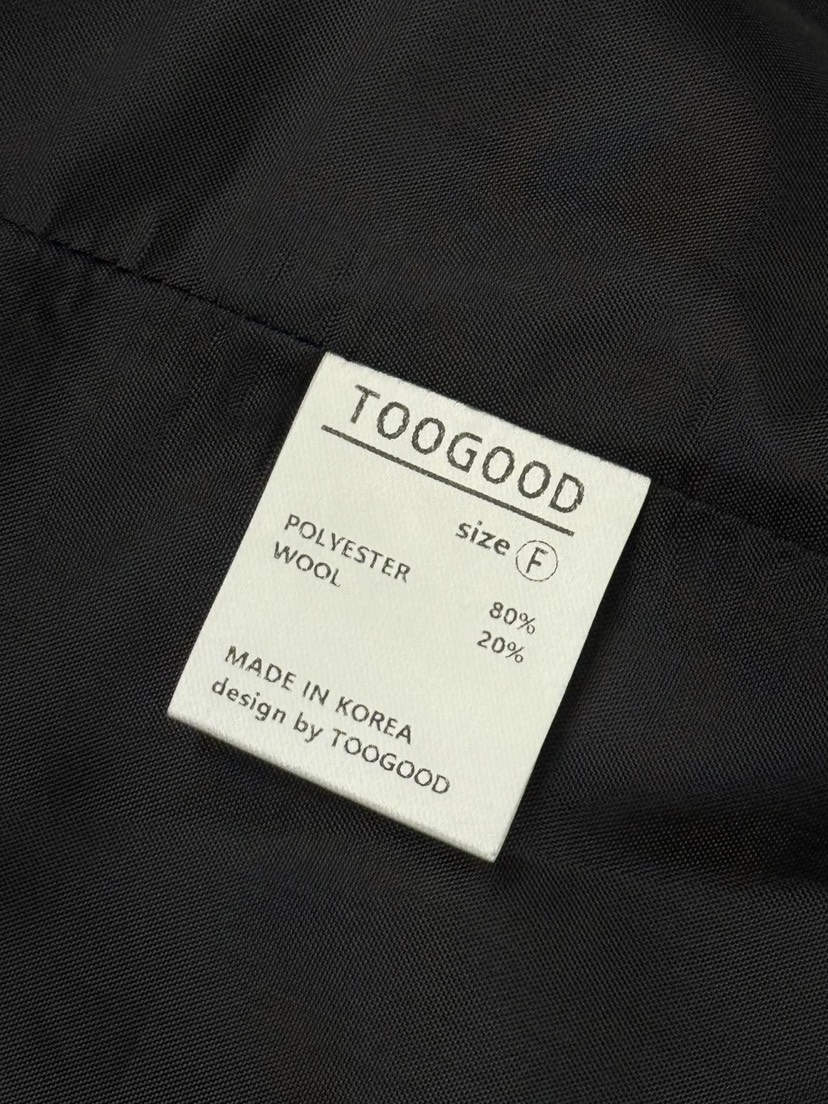 TOOGOOD
size F
POLYESTER 80%
WOOL 20%
MADE IN KOREA
design by TOOGOOD